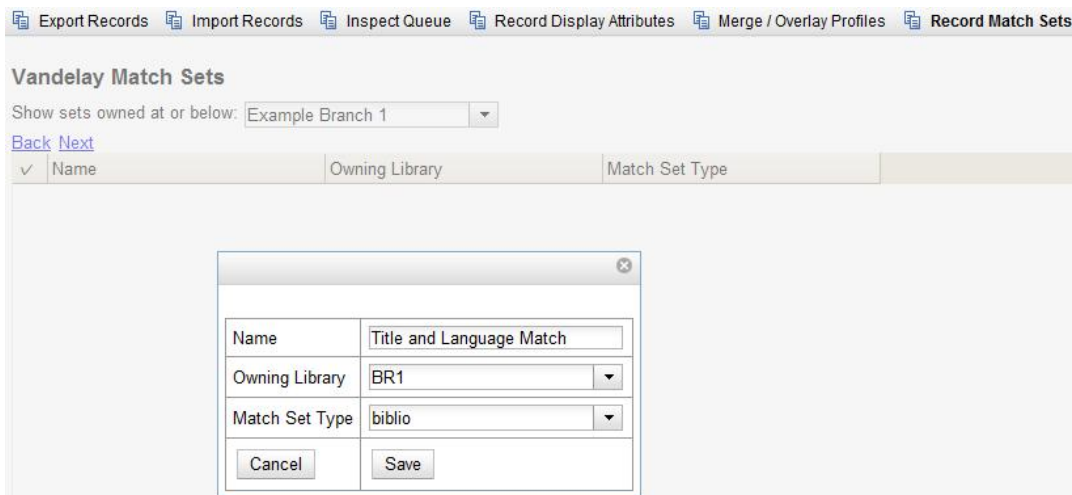 Export Records Import Records Inspect Queue Record Display Attributes Merge / Overlay Profiles Record Match Sets
Vandelay Match Sets
Show sets owned at or below: Example Branch 1
Back Next
Name Owning Library Match Set Type
Name Title and Language Match
Owning Library BR1
Match Set Type biblio
Cancel Save